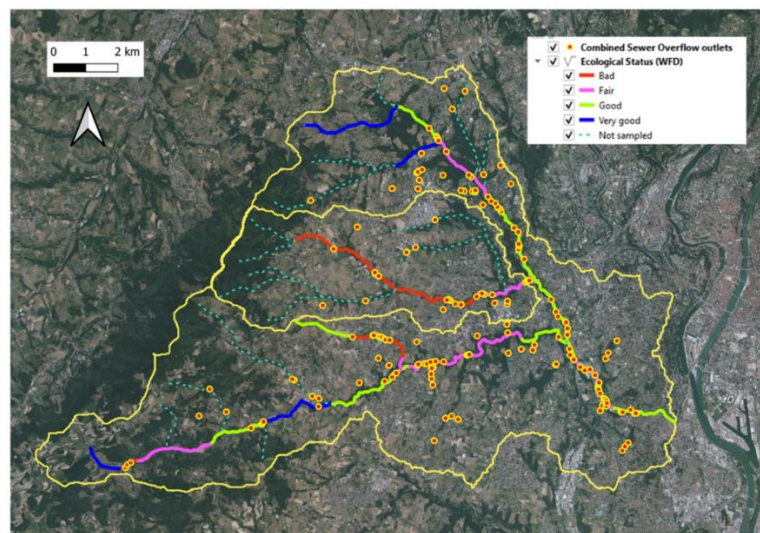 0 1 2 km
Combined Sewer Overflow outlets
Ecological Status (WFD)
Bad
Fair
Good
Very good
Not sampled